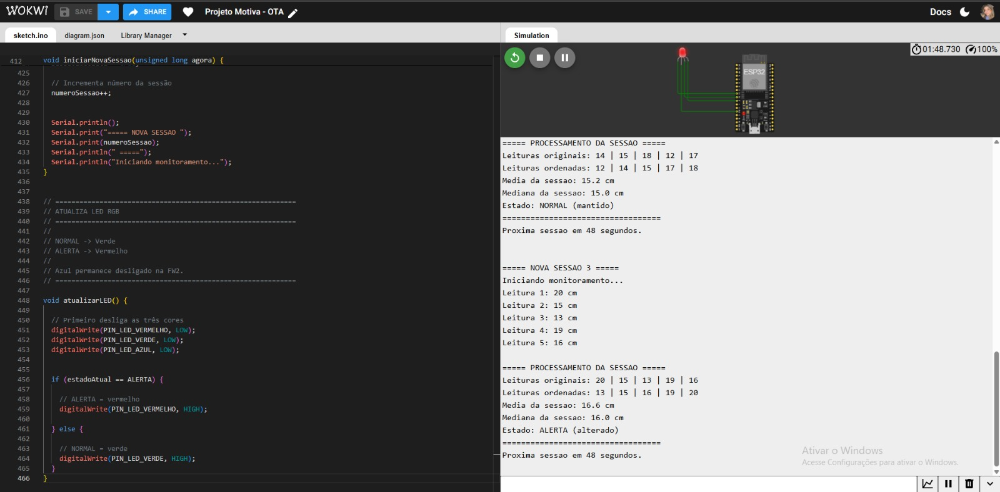 WOKWI SAVE SHARE Projeto Motiva - OTA Docs
sketch.ino diagram.json Library Manager
412 void iniciarNovaSessao(unsigned long agora) {
425
426 // Incrementa número da sessão
427 numeroSessao++;
428
429
430 Serial.println();
431 Serial.print("===== NOVA SESSAO ");
432 Serial.print(numeroSessao);
433 Serial.println(" =====");
434 Serial.println("Iniciando monitoramento...");
435 }
436
437
438 // ============================================================
439 // ATUALIZA LED RGB
440 // ============================================================
441 //
442 // NORMAL -> Verde
443 // ALERTA -> Vermelho
444 //
445 // Azul permanece desligado na FW2.
446 // ============================================================
447
448 void atualizarLED() {
449
450 // Primeiro desliga as três cores
451 digitalWrite(PIN_LED_VERMELHO, LOW);
452 digitalWrite(PIN_LED_VERDE, LOW);
453 digitalWrite(PIN_LED_AZUL, LOW);
454
455
456 if (estadoAtual == ALERTA) {
457
458 // ALERTA = vermelho
459 digitalWrite(PIN_LED_VERMELHO, HIGH);
460
461 } else {
462
463 // NORMAL = verde
464 digitalWrite(PIN_LED_VERDE, HIGH);
465 }
466 }
Simulation
01:48.730 100%
ESP32
===== PROCESSAMENTO DA SESSAO =====
Leituras originais: 14 | 15 | 18 | 12 | 17
Leituras ordenadas: 12 | 14 | 15 | 17 | 18
Media da sessao: 15.2 cm
Mediana da sessao: 15.0 cm
Estado: NORMAL (mantido)
==================================
Proxima sessao em 48 segundos.
===== NOVA SESSAO 3 =====
Iniciando monitoramento...
Leitura 1: 20 cm
Leitura 2: 15 cm
Leitura 3: 13 cm
Leitura 4: 19 cm
Leitura 5: 16 cm
===== PROCESSAMENTO DA SESSAO =====
Leituras originais: 20 | 15 | 13 | 19 | 16
Leituras ordenadas: 13 | 15 | 16 | 19 | 20
Media da sessao: 16.6 cm
Mediana da sessao: 16.0 cm
Estado: ALERTA (alterado)
==================================
Proxima sessao em 48 segundos.
Ativar o Windows
Acesse Configurações para ativar o Windows.